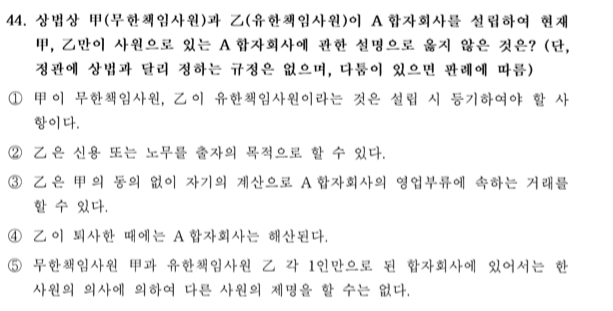 44. 상법상 甲(무한책임사원)과 乙(유한책임사원)이 A합자회사를 설립하여 현재
甲, 乙만이 사원으로 있는 A합자회사에 관한 설명으로 옳지 않은 것은? (단,
정관에 상법과 달리 정하는 규정은 없으며, 다툼이 있으면 판례에 따름)
① 甲이 무한책임사원, 乙이 유한책임사원이라는 것은 설립 시 등기하여야 할 사
항이다.
② 乙은 신용 또는 노무를 출자의 목적으로 할 수 있다.
③ 乙은 甲의 동의 없이 자기의 계산으로 A합자회사의 영업부류에 속하는 거래를
할 수 있다.
④ 乙이 퇴사한 때에는 A합자회사는 해산된다.
⑤ 무한책임사원 甲과 유한책임사원 乙 각 1인만으로 된 합자회사에 있어서는 한
사원의 의사에 의하여 다른 사원의 제명을 할 수는 없다.